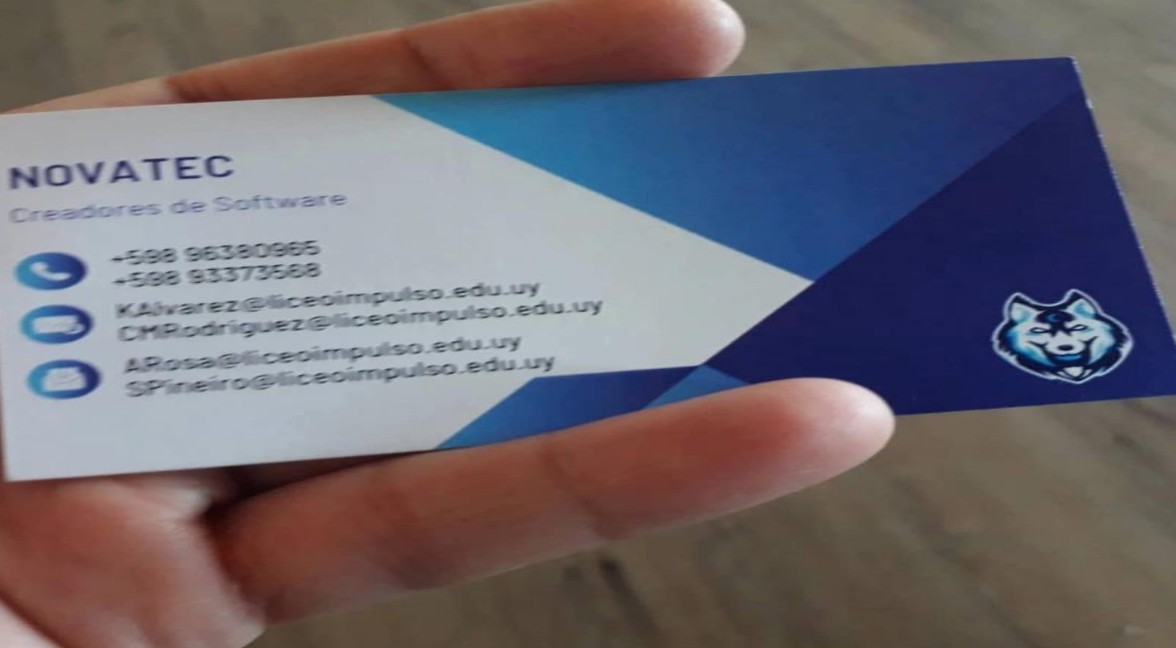 NOVATEC
Creadores de Software
+598 96380965
+598 93373568
KAlvarez@liceoimpulso.edu.uy
CMRodriguez@liceoimpulso.edu.uy
ARosa@liceoimpulso.edu.uy
SPineiro@liceoimpulso.edu.uy